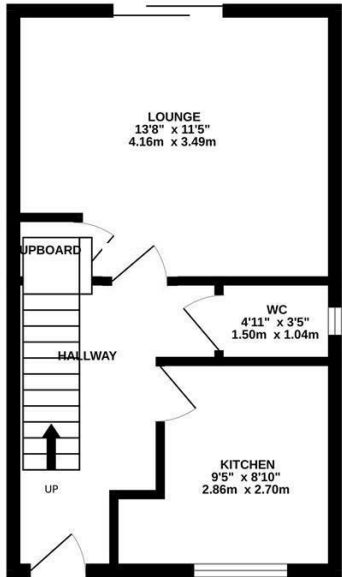 LOUNGE
13'8" x 11'5"
4.16m x 3.49m
UPBOARD
WC
4'11" x 3'5"
1.50m x 1.04m
HALLWAY
KITCHEN
9'5" x 8'10"
2.86m x 2.70m
UP